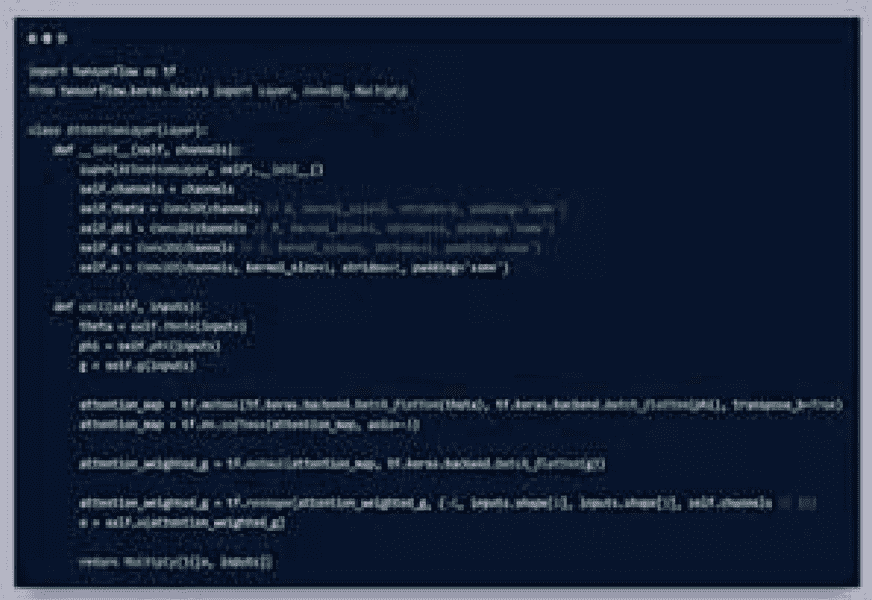 import tensorflow as tf
from tensorflow.keras.layers import Layer, Conv2D, Multiply
class AttentionLayer(Layer):
def __init__(self, channels):
super(AttentionLayer, self).__init__()
self.channels = channels
self.theta = Conv2D(channels
self.phi = Conv2D(channels
self.g = Conv2D(channels
self.o = Conv2D(channels, kernel_size=1, strides=1, padding='same')
def call(self, inputs):
theta = self.theta(inputs)
phi = self.phi(inputs)
g = self.g(inputs)
attention_map = tf.matmul(tf.keras.backend.batch_flatten(theta), tf.keras.backend.batch_flatten(phi), transpose_b=True)
attention_map = tf.nn.softmax(attention_map, axis=-1)
attention_weighted_g = tf.matmul(attention_map, tf.keras.backend.batch_flatten(g))
attention_weighted_g = tf.reshape(attention_weighted_g, (-1, inputs.shape[1], inputs.shape[2], self.channels
o = self.o(attention_weighted_g)
return Multiply()([o, inputs])